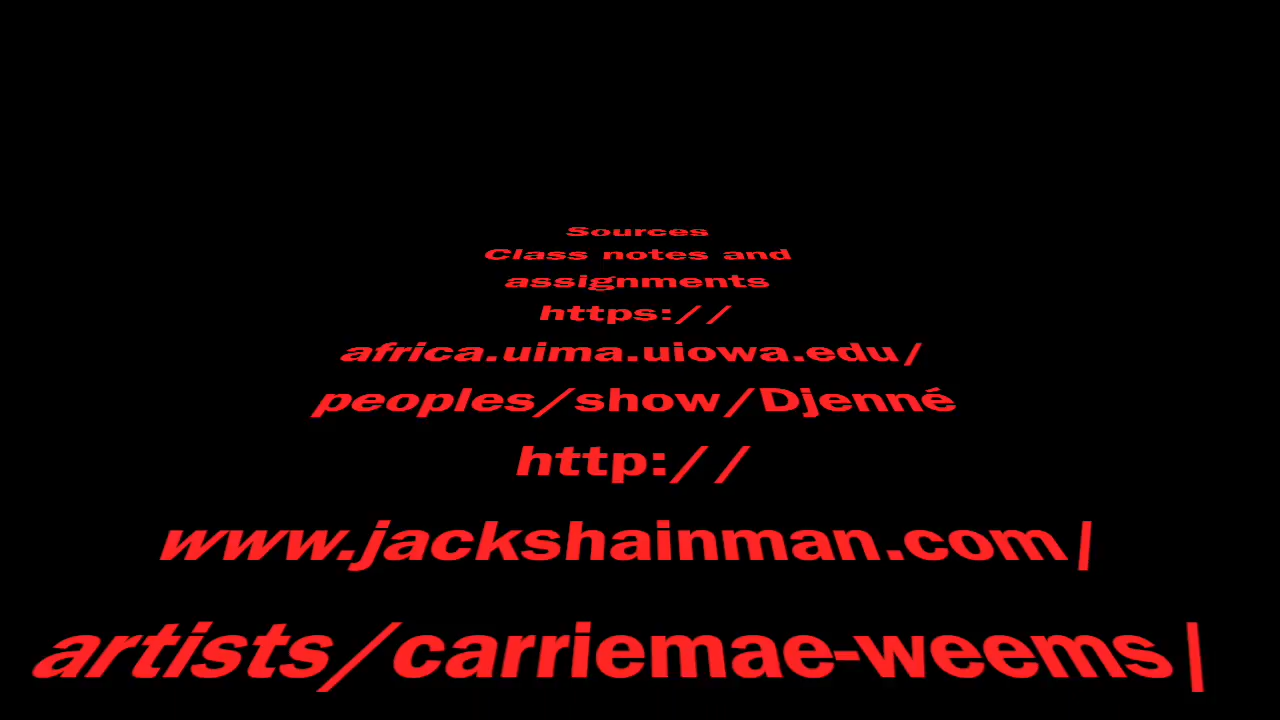 Sources
Class notes and
assignments
https://
africa.uima.uiowa.edu/
peoples/show/Djenné
http://
www.jackshainman.com/
artists/carriemae-weems/